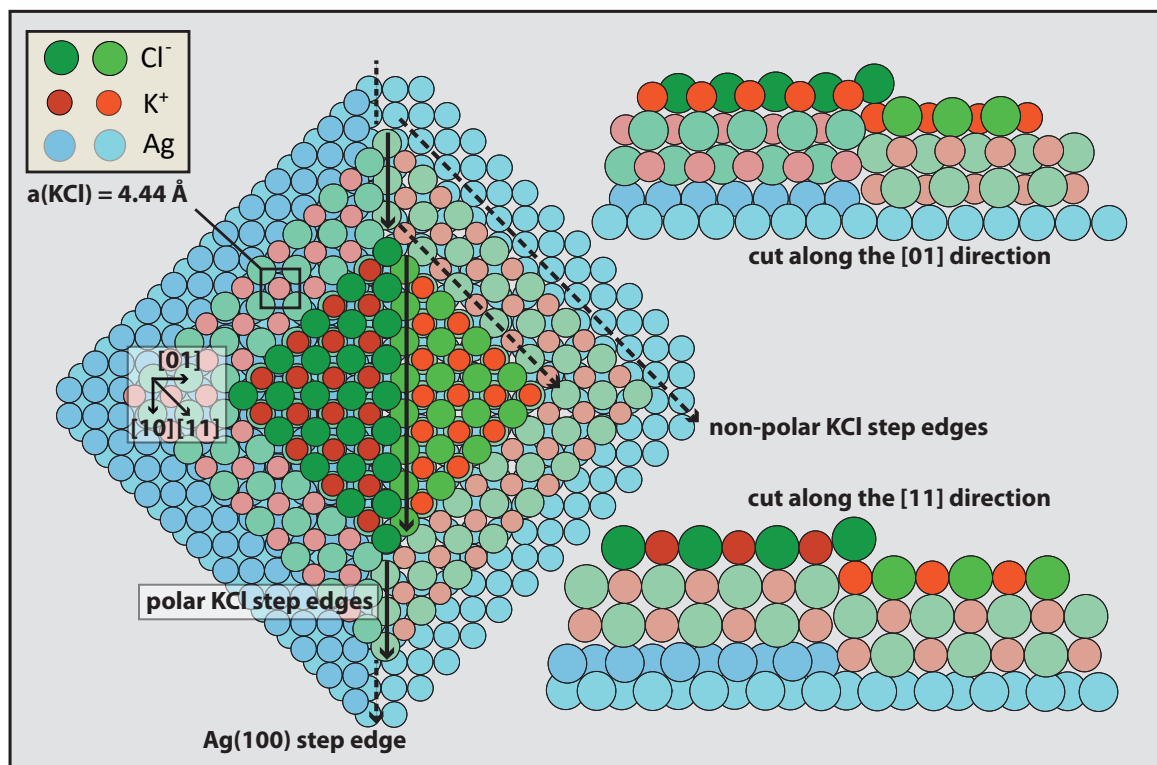 Cl⁻
K⁺
Ag
a(KCl) = 4.44 Å
cut along the [01] direction
[01]
[10][11]
non-polar KCl step edges
cut along the [11] direction
polar KCl step edges
Ag(100) step edge